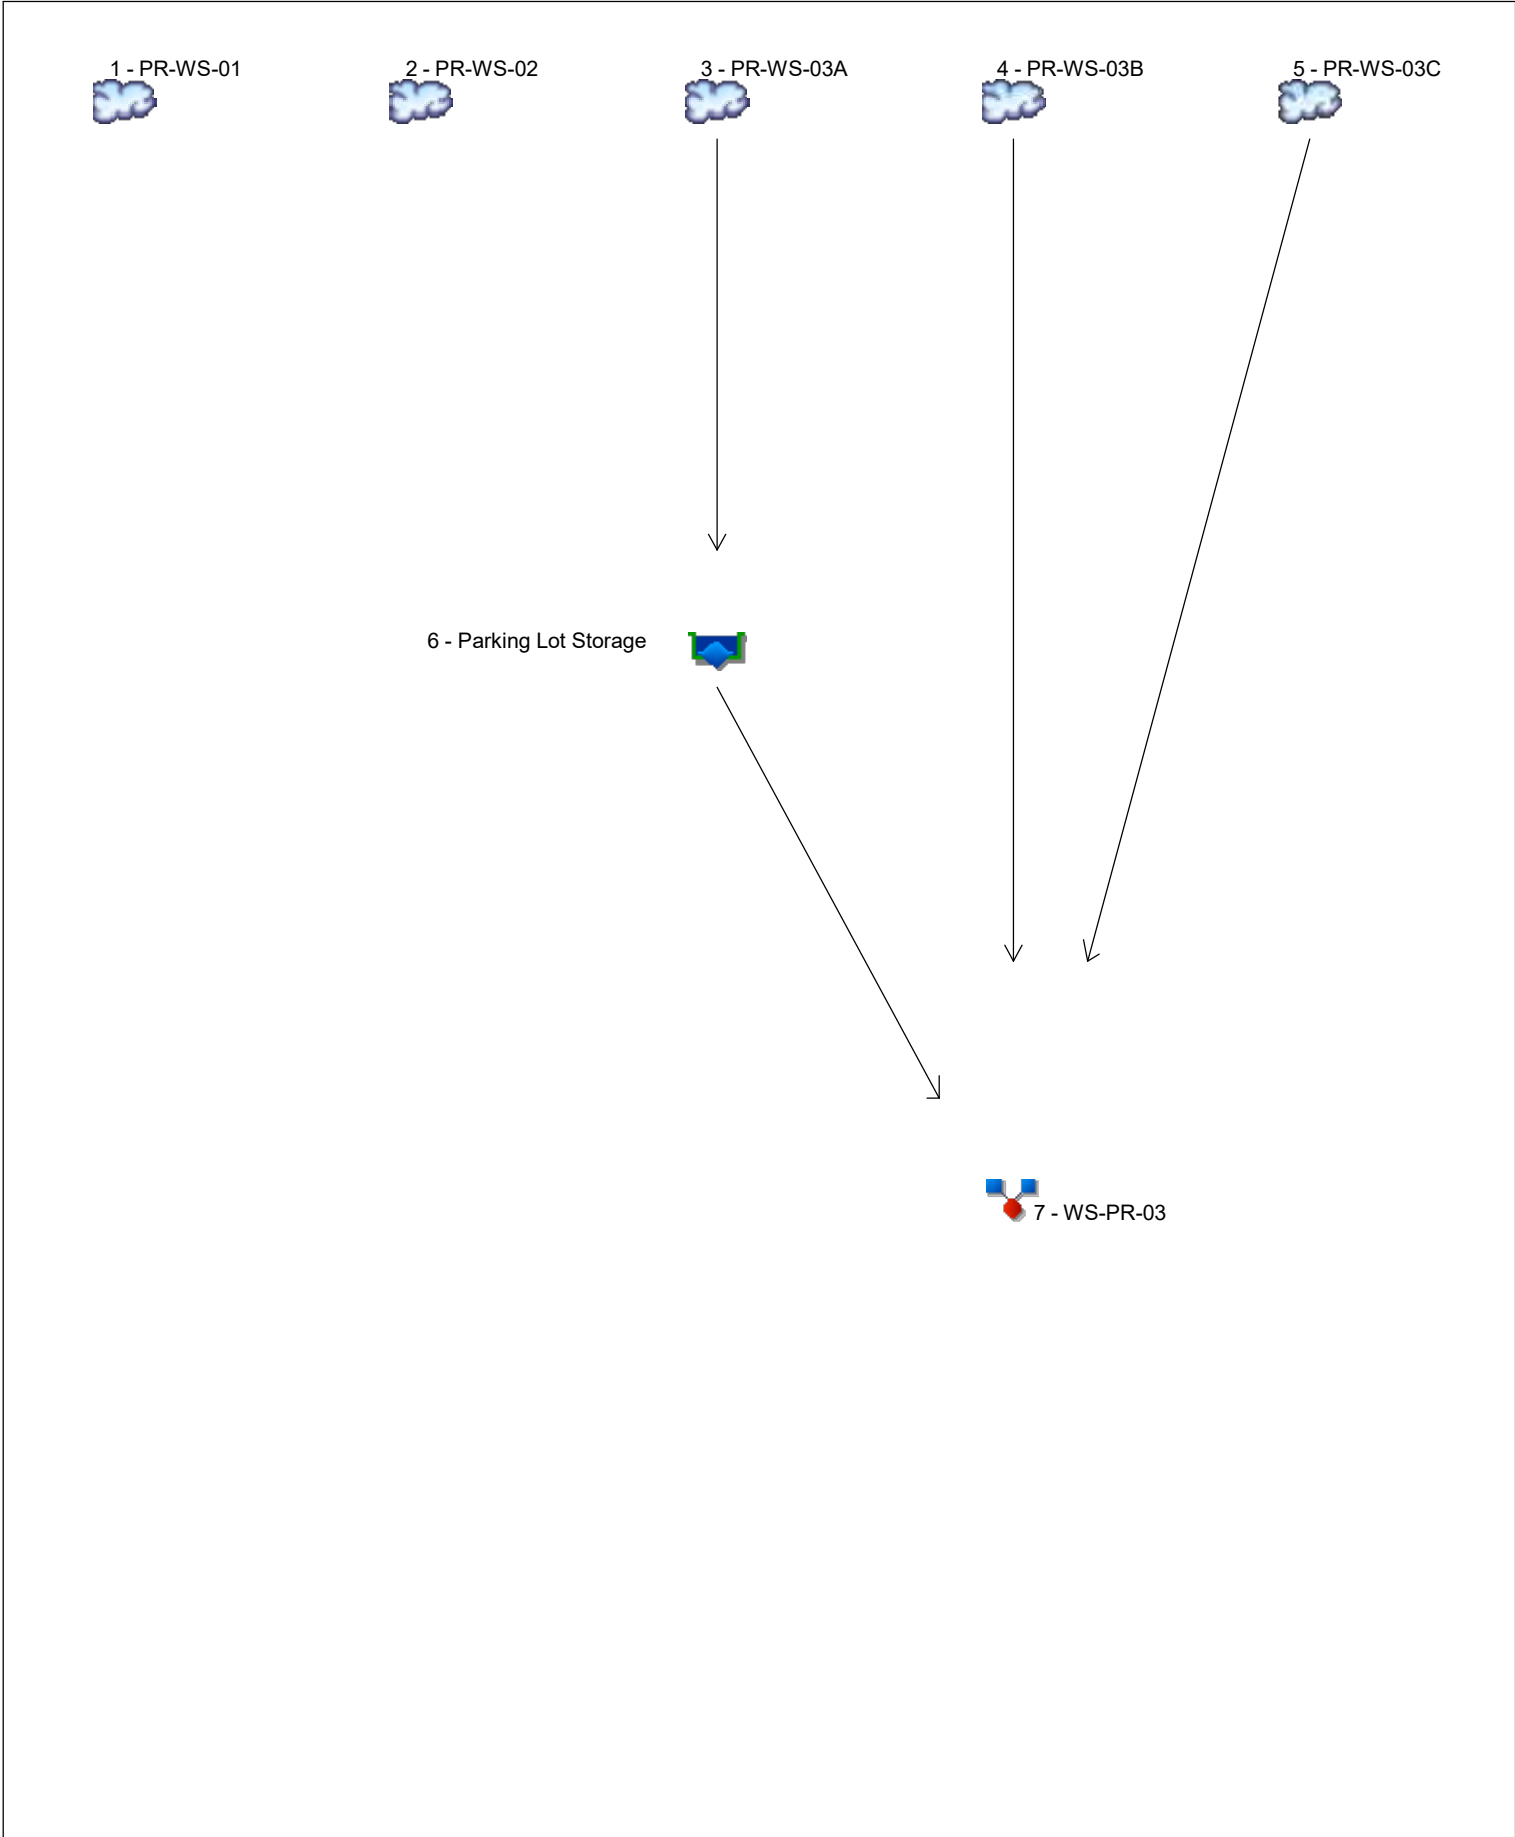 1 - PR-WS-01
2 - PR-WS-02
3 - PR-WS-03A
4 - PR-WS-03B
5 - PR-WS-03C
6 - Parking Lot Storage
7 - WS-PR-03